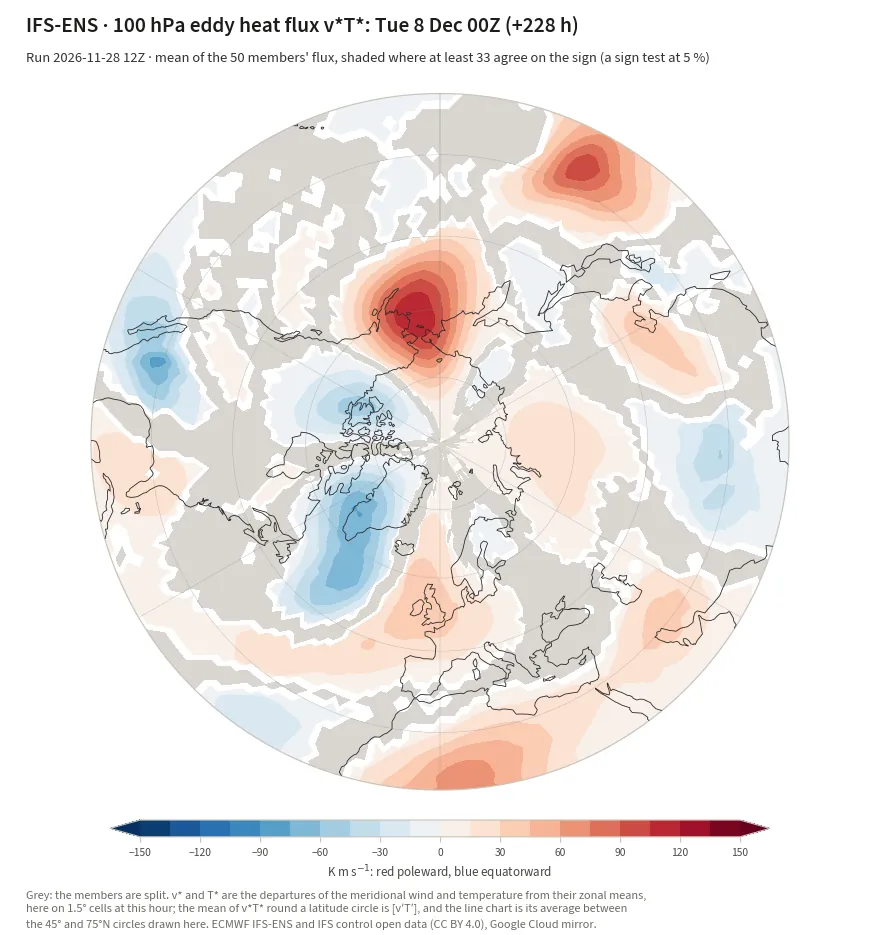 IFS-ENS · 100 hPa eddy heat flux v*T*: Tue 8 Dec 00Z (+228 h)
Run 2026-11-28 12Z · mean of the 50 members' flux, shaded where at least 33 agree on the sign (a sign test at 5 %)
−150 −120 −90 −60 −30 0 30 60 90 120 150
K m s⁻¹: red poleward, blue equatorward
Grey: the members are split. v* and T* are the departures of the meridional wind and temperature from their zonal means,
here on 1.5° cells at this hour; the mean of v*T* round a latitude circle is [v′T′], and the line chart is its average between
the 45° and 75°N circles drawn here. ECMWF IFS-ENS and IFS control open data (CC BY 4.0), Google Cloud mirror.